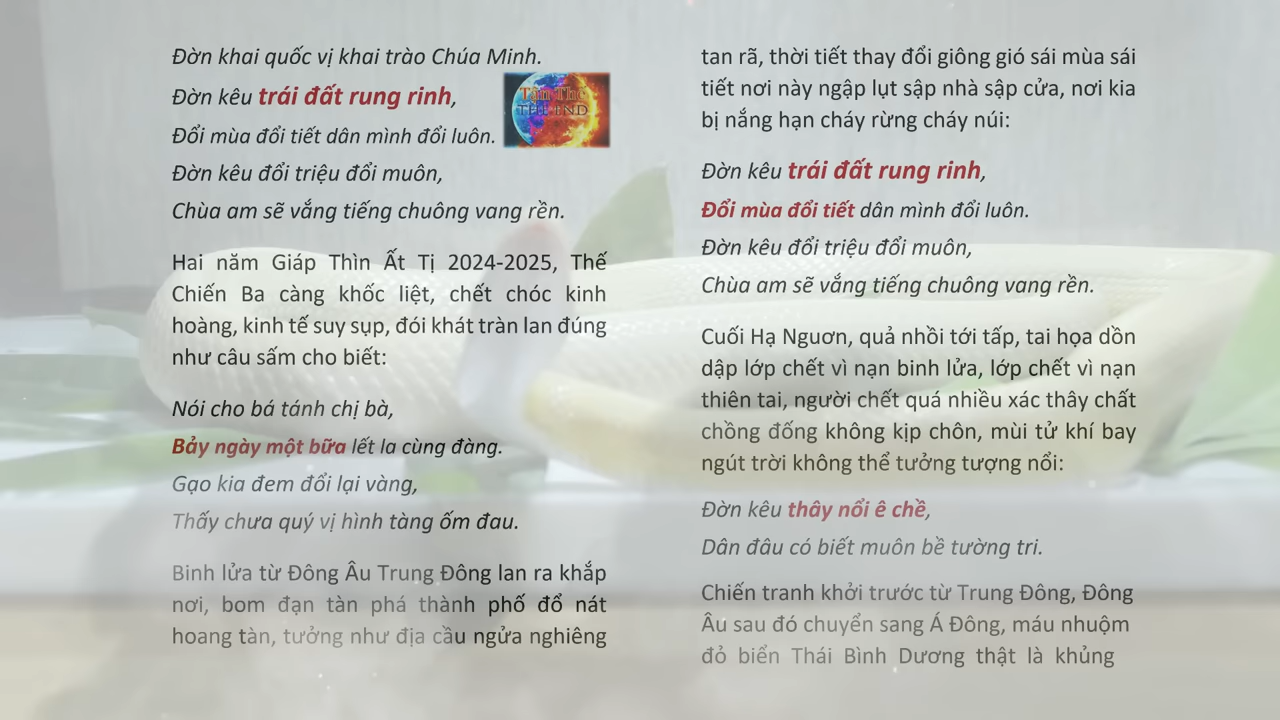 Đờn khai quốc vị khai trào Chúa Minh.
Đờn kêu trái đất rung rinh,
Tận Thế
THE END
Đổi mùa đổi tiết dân mình đổi luôn.
Đờn kêu đổi triệu đổi muôn,
Chùa am sẽ vắng tiếng chuông vang rền.
Hai năm Giáp Thìn Ất Tị 2024-2025, Thế
Chiến Ba càng khốc liệt, chết chóc kinh
hoàng, kinh tế suy sụp, đói khát tràn lan đúng
như câu sấm cho biết:
Nói cho bá tánh chị bà,
Bảy ngày một bữa lết la cùng đàng.
Gạo kia đem đổi lại vàng,
Thấy chưa quý vị hình tàng ốm đau.
Binh lửa từ Đông Âu Trung Đông lan ra khắp
nơi, bom đạn tàn phá thành phố đổ nát
hoang tàn, tưởng như địa cầu ngửa nghiêng
tan rã, thời tiết thay đổi giông gió sái mùa sái
tiết nơi này ngập lụt sập nhà sập cửa, nơi kia
bị nắng hạn cháy rừng cháy núi:
Đờn kêu trái đất rung rinh,
Đổi mùa đổi tiết dân mình đổi luôn.
Đờn kêu đổi triệu đổi muôn,
Chùa am sẽ vắng tiếng chuông vang rền.
Cuối Hạ Nguơn, quả nhồi tới tấp, tai họa dồn
dập lớp chết vì nạn binh lửa, lớp chết vì nạn
thiên tai, người chết quá nhiều xác thây chất
chồng đống không kịp chôn, mùi tử khí bay
ngút trời không thể tưởng tượng nổi:
Đờn kêu thây nổi ê chề,
Dân đâu có biết muôn bề tường tri.
Chiến tranh khởi trước từ Trung Đông, Đông
Âu sau đó chuyển sang Á Đông, máu nhuộm
đỏ biển Thái Bình Dương thật là khủng